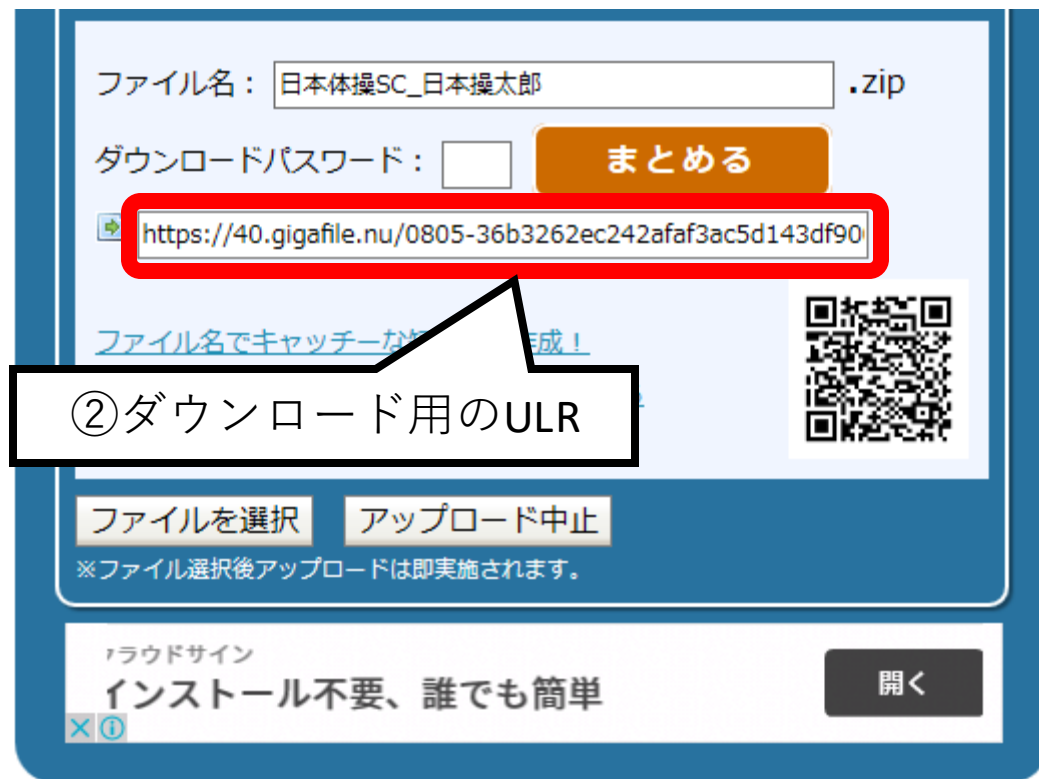 ファイル名： 日本体操SC_日本操太郎 .zip
ダウンロードパスワード： まとめる
https://40.gigafile.nu/0805-36b3262ec242afaf3ac5d143df90
ファイル名でキャッチーな 成！
②ダウンロード用のULR
ファイルを選択 アップロード中止
※ファイル選択後アップロードは即実施されます。
ラウドサイン
インストール不要、誰でも簡単
開く